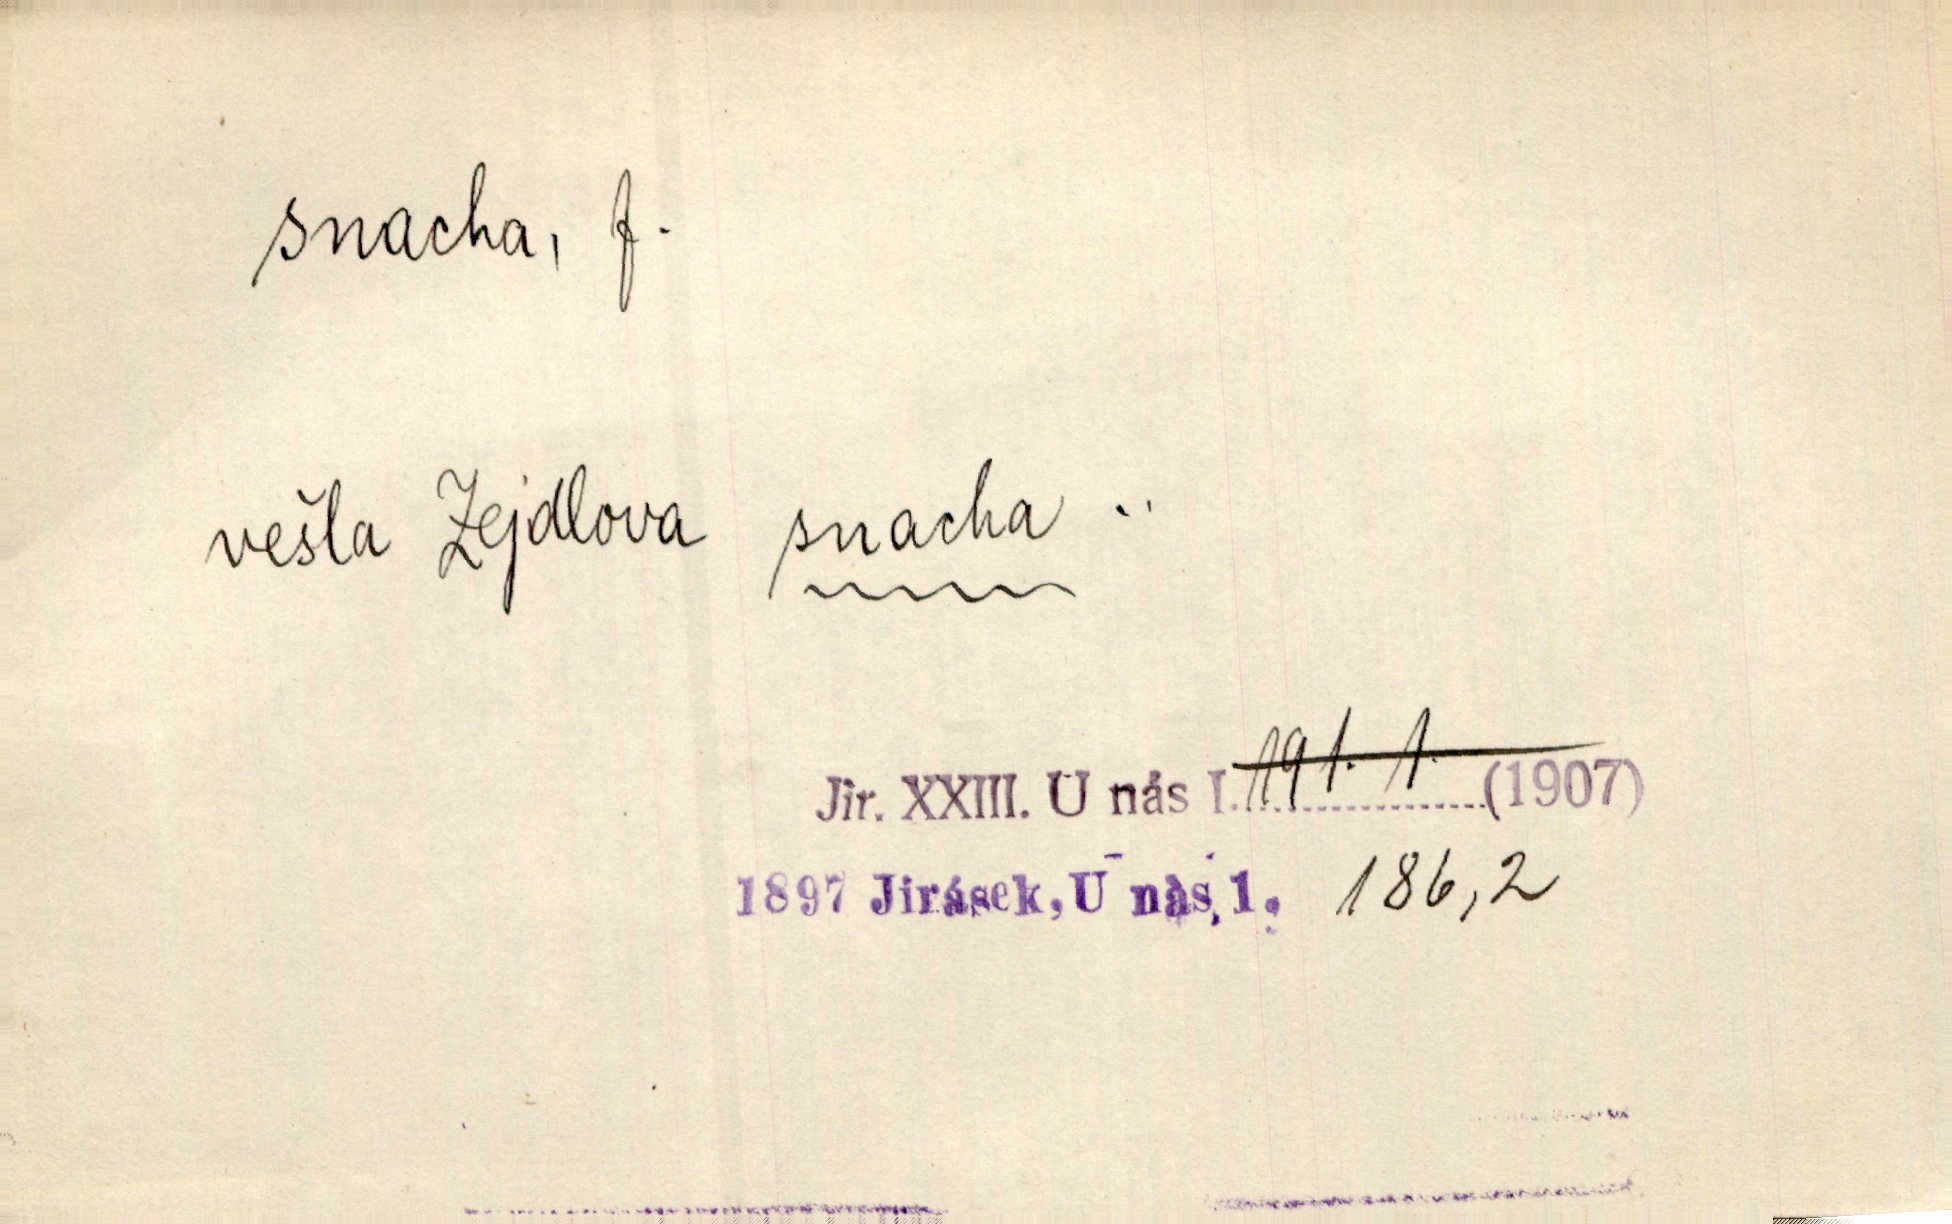 snacha, f.
vešla Zejdlova snacha ..
Jir. XXIII. U nás I. 191. 1. (1907)
1897 Jirásek, U nás, 1. 186,2